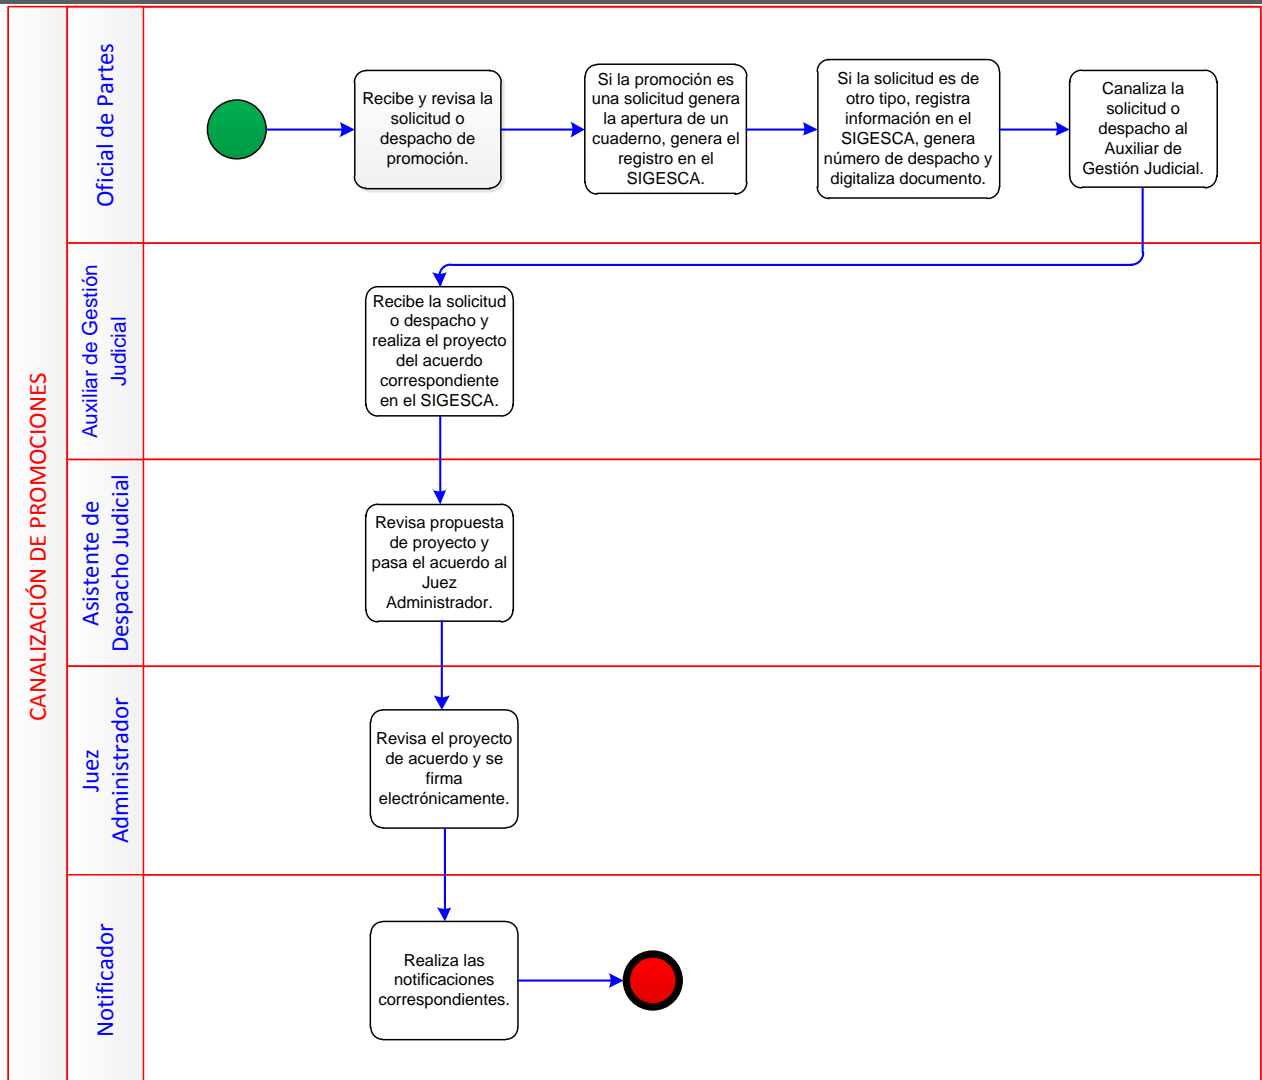 CANALIZACIÓN DE PROMOCIONES
Oficial de Partes
Recibe y revisa la
solicitud o
despacho de
promoción.
Si la promoción es
una solicitud genera
la apertura de un
cuaderno, genera el
registro en el
SIGESCA.
Si la solicitud es de
otro tipo, registra
información en el
SIGESCA, genera
número de despacho y
digitaliza documento.
Canaliza la
solicitud o
despacho al
Auxiliar de
Gestión Judicial.
Auxiliar de Gestión
Judicial
Recibe la solicitud
o despacho y
realiza el proyecto
del acuerdo
correspondiente
en el SIGESCA.
Asistente de
Despacho Judicial
Revisa propuesta
de proyecto y
pasa el acuerdo al
Juez
Administrador.
Juez
Administrador
Revisa el proyecto
de acuerdo y se
firma
electrónicamente.
Notificador
Realiza las
notificaciones
correspondientes.